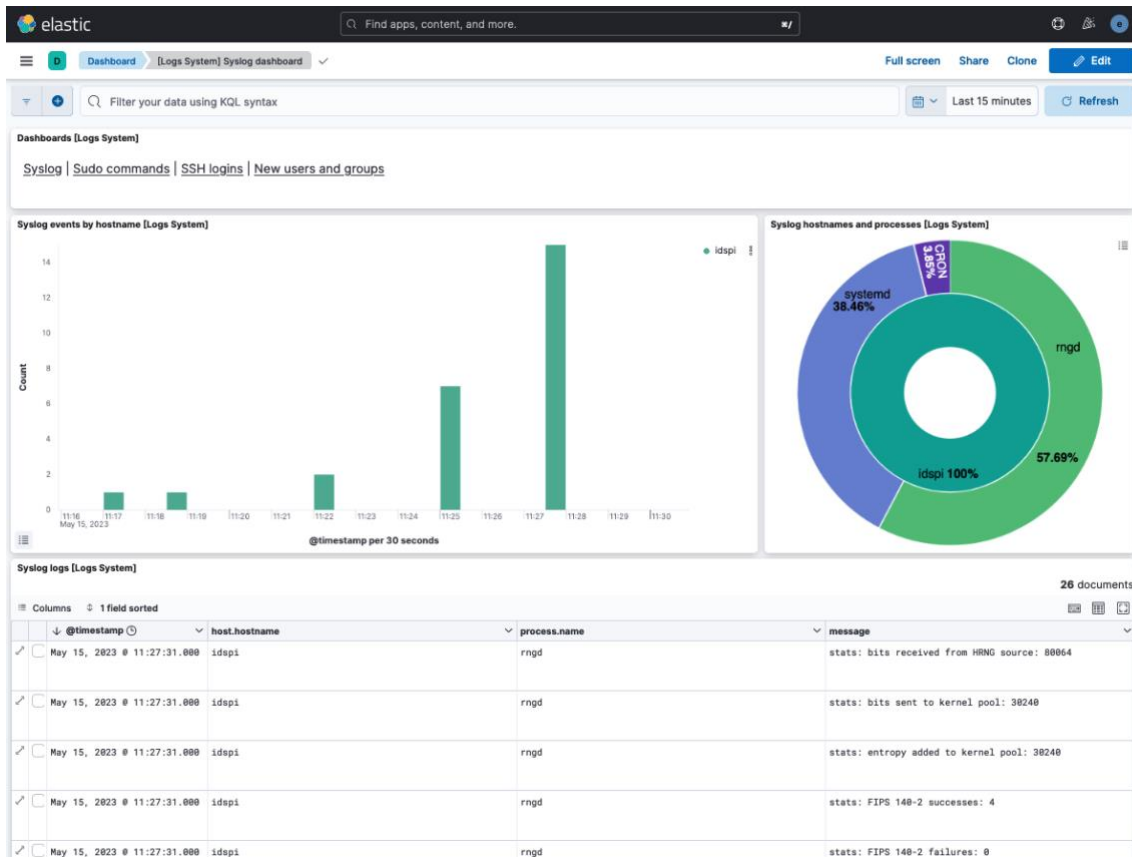 elastic
Find apps, content, and more.
⌘/
e
D
Dashboard
[Logs System] Syslog dashboard
Full screen
Share
Clone
Edit
Filter your data using KQL syntax
Last 15 minutes
Refresh
Dashboards [Logs System]
Syslog | Sudo commands | SSH logins | New users and groups
Syslog events by hostname [Logs System]
idspi
14
12
10
8
6
4
2
0
Count
11:16 11:17 11:18 11:19 11:20 11:21 11:22 11:23 11:24 11:25 11:26 11:27 11:28 11:29 11:30
May 15, 2023
@timestamp per 30 seconds
Syslog hostnames and processes [Logs System]
CRON
3.85%
systemd
38.46%
rngd
57.69%
idspi 100%
Syslog logs [Logs System]
26 documents
Columns 1 field sorted
@timestamp host.hostname process.name message
May 15, 2023 @ 11:27:31.000 idspi rngd stats: bits received from HRNG source: 80064
May 15, 2023 @ 11:27:31.000 idspi rngd stats: bits sent to kernel pool: 30240
May 15, 2023 @ 11:27:31.000 idspi rngd stats: entropy added to kernel pool: 30240
May 15, 2023 @ 11:27:31.000 idspi rngd stats: FIPS 140-2 successes: 4
May 15, 2023 @ 11:27:31.000 idspi rngd stats: FIPS 140-2 failures: 0